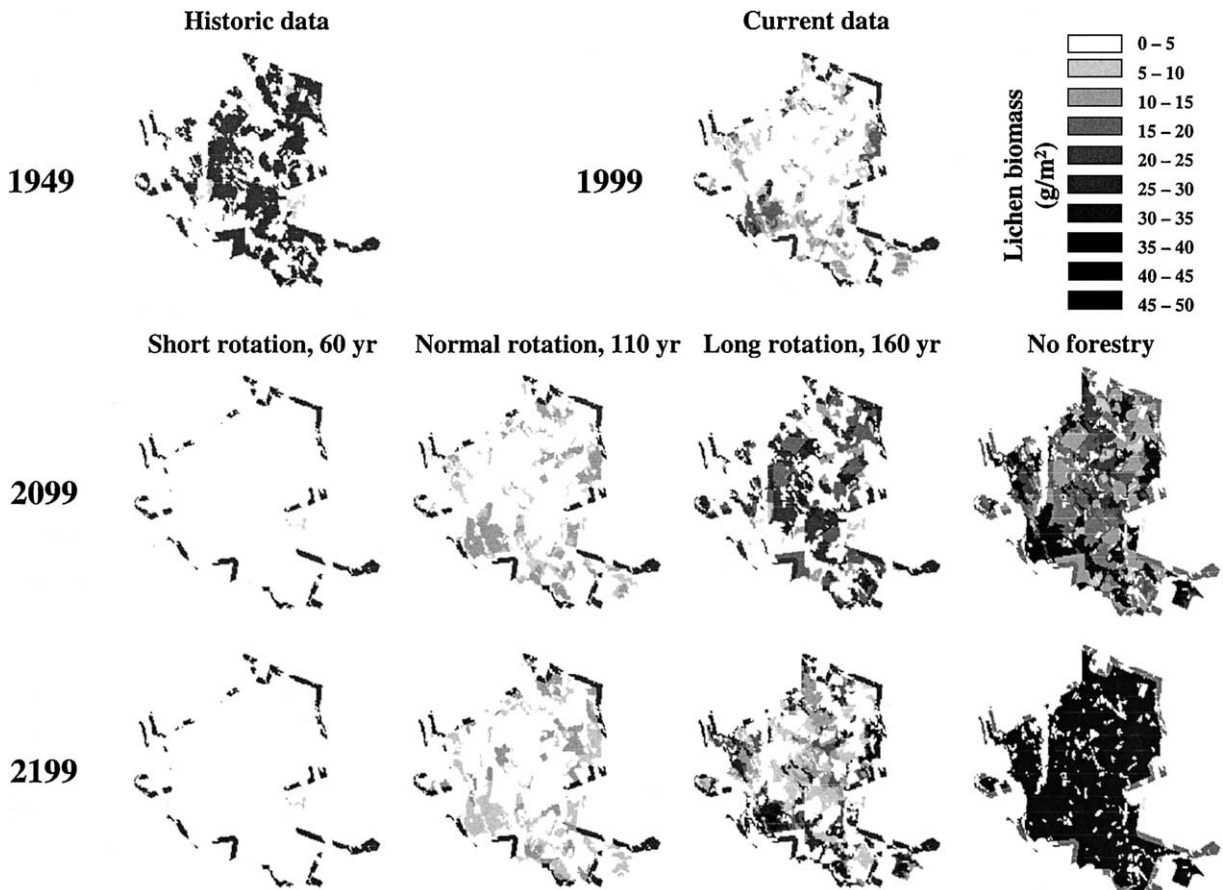 Historic data
Current data
1949
1999
Lichen biomass
(g/m²)
0 – 5
5 – 10
10 – 15
15 – 20
20 – 25
25 – 30
30 – 35
35 – 40
40 – 45
45 – 50
Short rotation, 60 yr
Normal rotation, 110 yr
Long rotation, 160 yr
No forestry
2099
2199